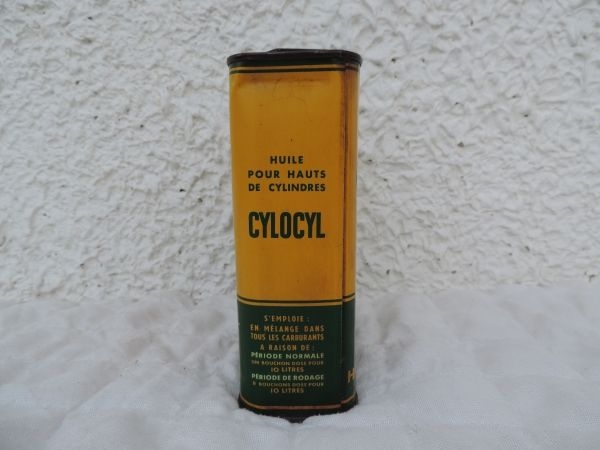 HUILE
POUR HAUTS
DE CYLINDRES
CYLOCYL
S'EMPLOIE :
EN MÉLANGE DANS
TOUS LES CARBURANTS
A RAISON DE :
PÉRIODE NORMALE
UN BOUCHON DOSE POUR
10 LITRES
PÉRIODE DE RODAGE
BOUCHONS DOSE POUR
10 LITRES
H